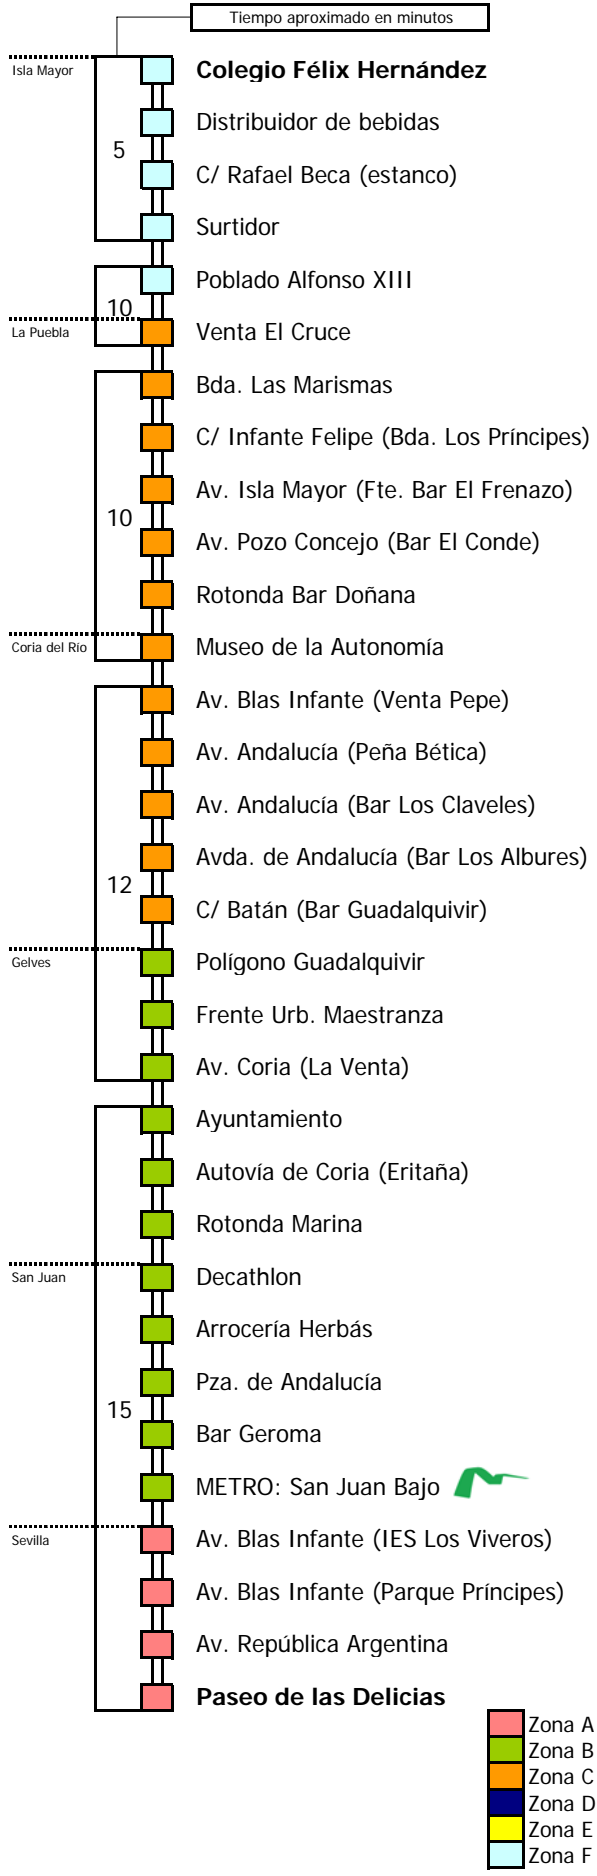 Tiempo aproximado en minutos
Isla Mayor
Colegio Félix Hernández
Distribuidor de bebidas
5
C/ Rafael Beca (estanco)
Surtidor
Poblado Alfonso XIII
10
La Puebla
Venta El Cruce
Bda. Las Marismas
C/ Infante Felipe (Bda. Los Príncipes)
Av. Isla Mayor (Fte. Bar El Frenazo)
10
Av. Pozo Concejo (Bar El Conde)
Rotonda Bar Doñana
Coria del Río
Museo de la Autonomía
Av. Blas Infante (Venta Pepe)
Av. Andalucía (Peña Bética)
Av. Andalucía (Bar Los Claveles)
Avda. de Andalucía (Bar Los Albures)
12
C/ Batán (Bar Guadalquivir)
Gelves
Polígono Guadalquivir
Frente Urb. Maestranza
Av. Coria (La Venta)
Ayuntamiento
Autovía de Coria (Eritaña)
Rotonda Marina
San Juan
Decathlon
Arrocería Herbás
Pza. de Andalucía
15
Bar Geroma
METRO: San Juan Bajo
Sevilla
Av. Blas Infante (IES Los Viveros)
Av. Blas Infante (Parque Príncipes)
Av. República Argentina
Paseo de las Delicias
Zona A
Zona B
Zona C
Zona D
Zona E
Zona F